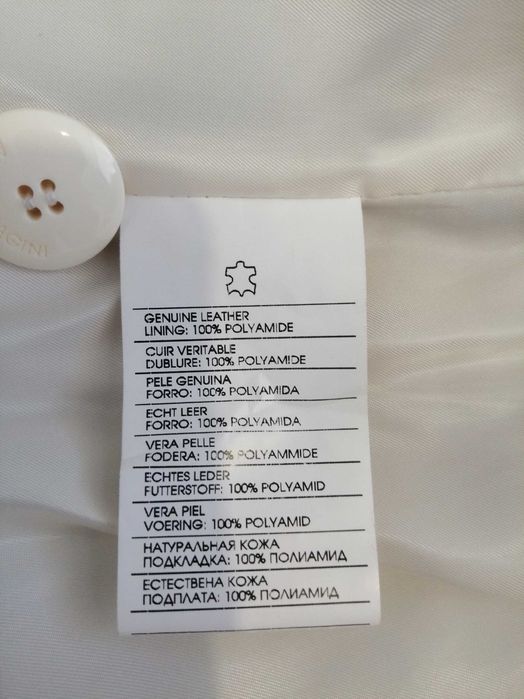 GENUINE LEATHER
LINING: 100% POLYAMIDE
CUIR VERITABLE
DUBLURE: 100% POLYAMIDE
PELE GENUINA
FORRO: 100% POLYAMIDA
ECHT LEER
FORRO: 100% POLYAMIDA
VERA PELLE
FODERA: 100% POLYAMMIDE
ECHTES LEDER
FUTTERSTOFF: 100% POLYAMID
VERA PIEL
VOERING: 100% POLYAMID
НАТУРАЛЬНАЯ КОЖА
ПОДКЛАДКА: 100% ПОЛИАМИД
ЕСТЕСТВЕНА КОЖА
ПОДПЛАТА: 100% ПОЛИАМИД